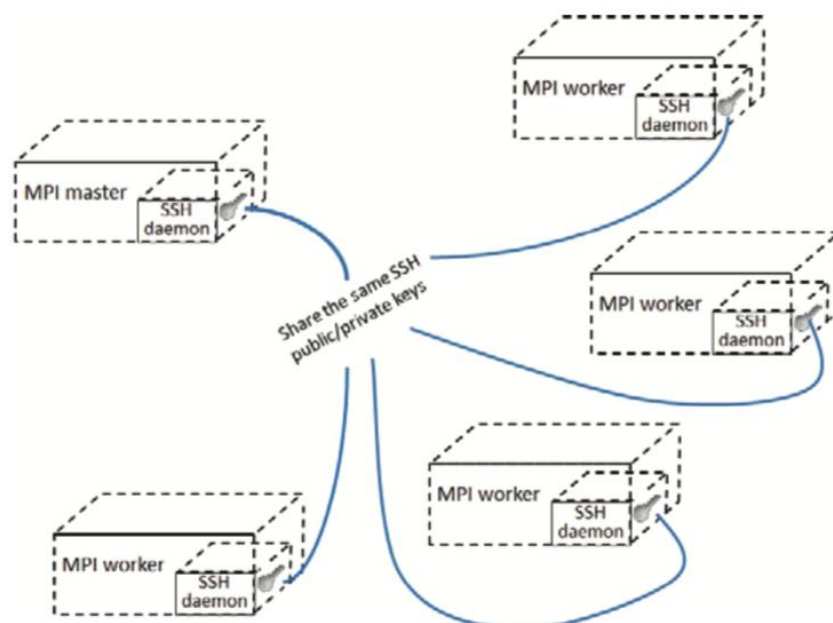 MPI worker
SSH
daemon
MPI master
SSH
daemon
Share the same SSH
public/private keys
MPI worker
SSH
daemon
MPI worker
SSH
daemon
MPI worker
SSH
daemon